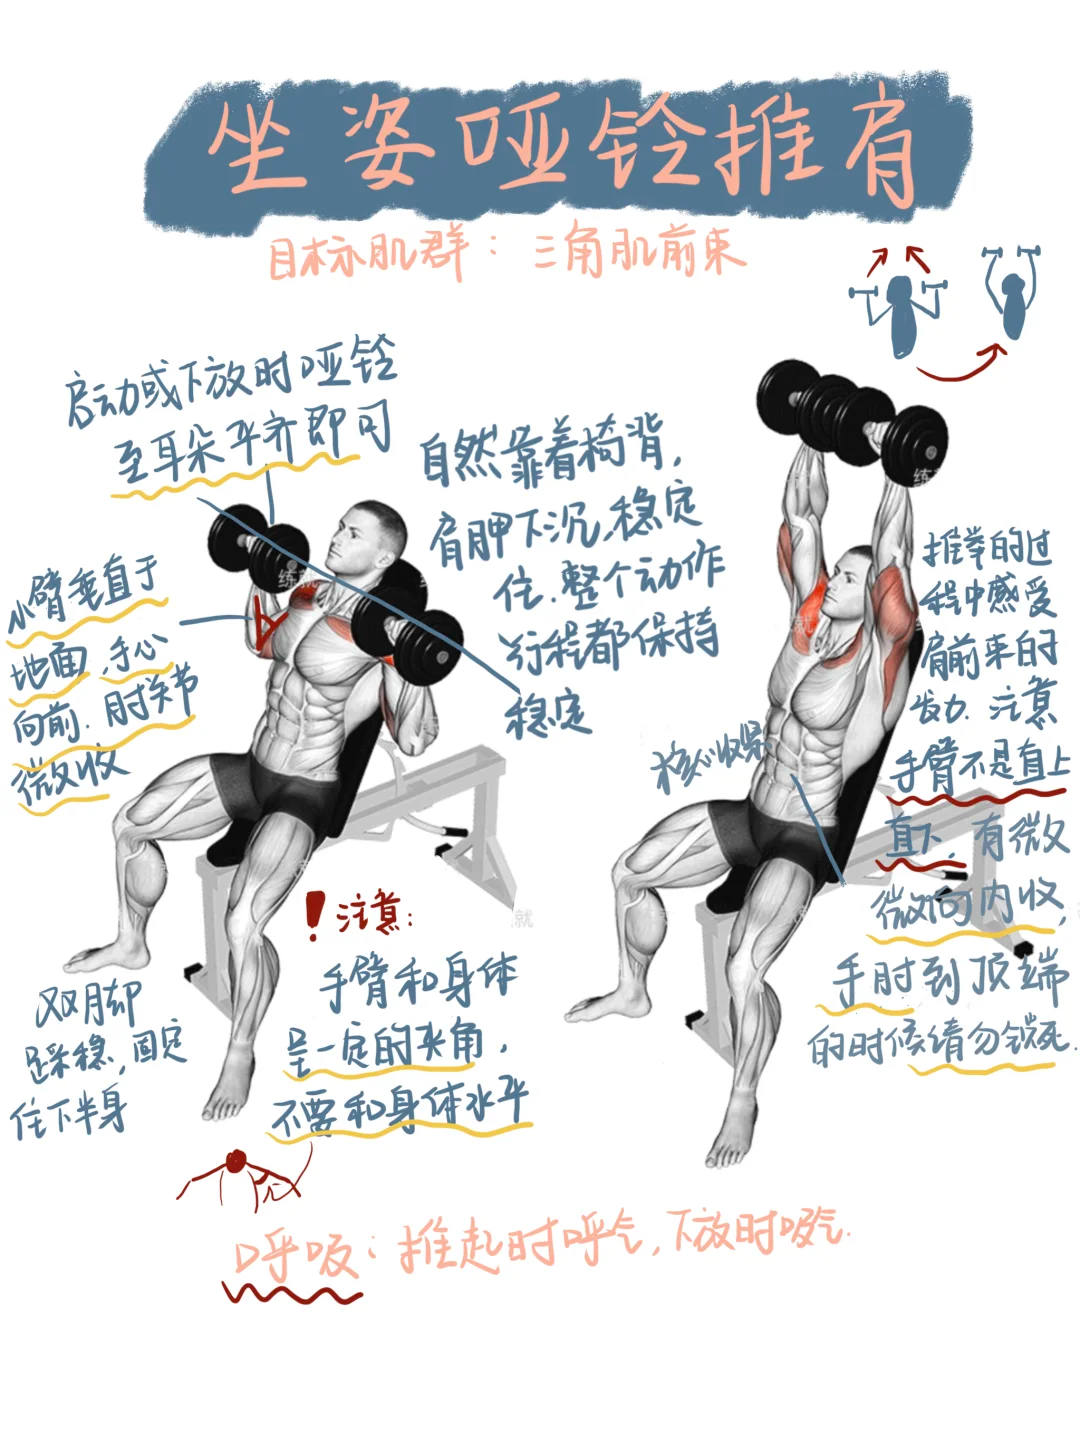 坐姿哑铃推肩
目标肌群：三角肌前束
启动或下放时哑铃
至耳朵平齐即可
自然靠着椅背，
肩胛下沉，稳定
住．整个动作
行程都保持
稳定
小臂垂直于
地面，手心
向前．肘关节
微收
推举的过
程中感受
肩前束的
发力．注意
手臂不是直上
直下，有微
微向内收，
手肘到顶端
的时候请勿锁死．
核心收紧
！注意：
手臂和身体
呈一定的夹角，
不要和身体水平
双脚
踩稳，固定
住下半身
呼吸：推起时呼气，下放时吸气．
练就
就
就